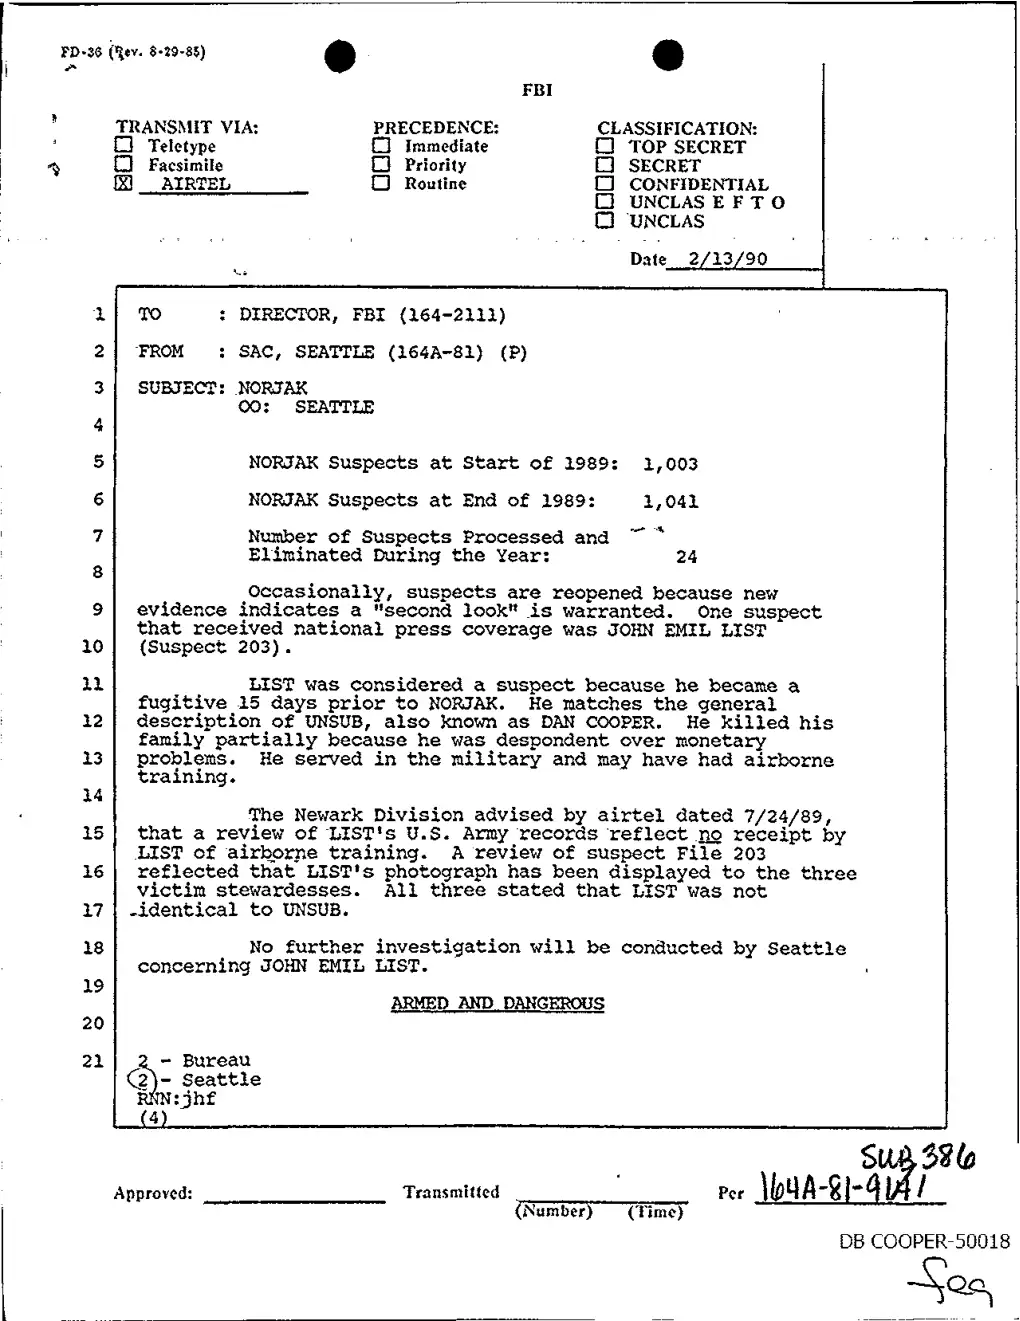 FD-36 (Rev. 8-29-85)
FBI
TRANSMIT VIA:
Teletype
Facsimile
X AIRTEL
PRECEDENCE:
Immediate
Priority
Routine
CLASSIFICATION:
TOP SECRET
SECRET
CONFIDENTIAL
UNCLAS E F T O
UNCLAS
Date 2/13/90
1 TO : DIRECTOR, FBI (164-2111)
2 FROM : SAC, SEATTLE (164A-81) (P)
3 SUBJECT: NORJAK
OO: SEATTLE
4
5 NORJAK Suspects at Start of 1989: 1,003
6 NORJAK Suspects at End of 1989: 1,041
7 Number of Suspects Processed and
Eliminated During the Year: 24
8
Occasionally, suspects are reopened because new
9 evidence indicates a "second look" is warranted. One suspect
that received national press coverage was JOHN EMIL LIST
10 (Suspect 203).
11 LIST was considered a suspect because he became a
fugitive 15 days prior to NORJAK. He matches the general
12 description of UNSUB, also known as DAN COOPER. He killed his
family partially because he was despondent over monetary
13 problems. He served in the military and may have had airborne
training.
14
The Newark Division advised by airtel dated 7/24/89,
15 that a review of LIST's U.S. Army records reflect no receipt by
LIST of airborne training. A review of suspect File 203
16 reflected that LIST's photograph has been displayed to the three
victim stewardesses. All three stated that LIST was not
17 identical to UNSUB.
18 No further investigation will be conducted by Seattle
concerning JOHN EMIL LIST.
19
ARMED AND DANGEROUS
20
21 2 - Bureau
2 - Seattle
RNN:jhf
(4)
SUB 386
Approved: Transmitted Per 164A-81-9141
(Number) (Time)
DB COOPER-50018